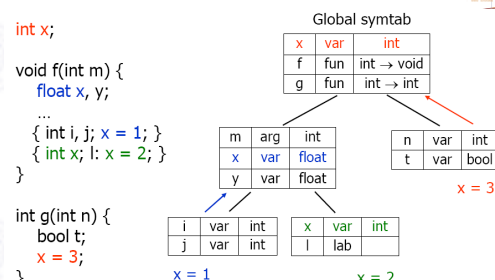 int x;
void f(int m) {
float x, y;
...
{ int i, j; x = 1; }
{ int x; l: x = 2; }
}
int g(int n) {
bool t;
x = 3;
}
Global symtab
x var int
f fun int → void
g fun int → int
m arg int
x var float
y var float
n var int
t var bool
x = 3
i var int
j var int
x var int
l lab
x = 1
x = 2